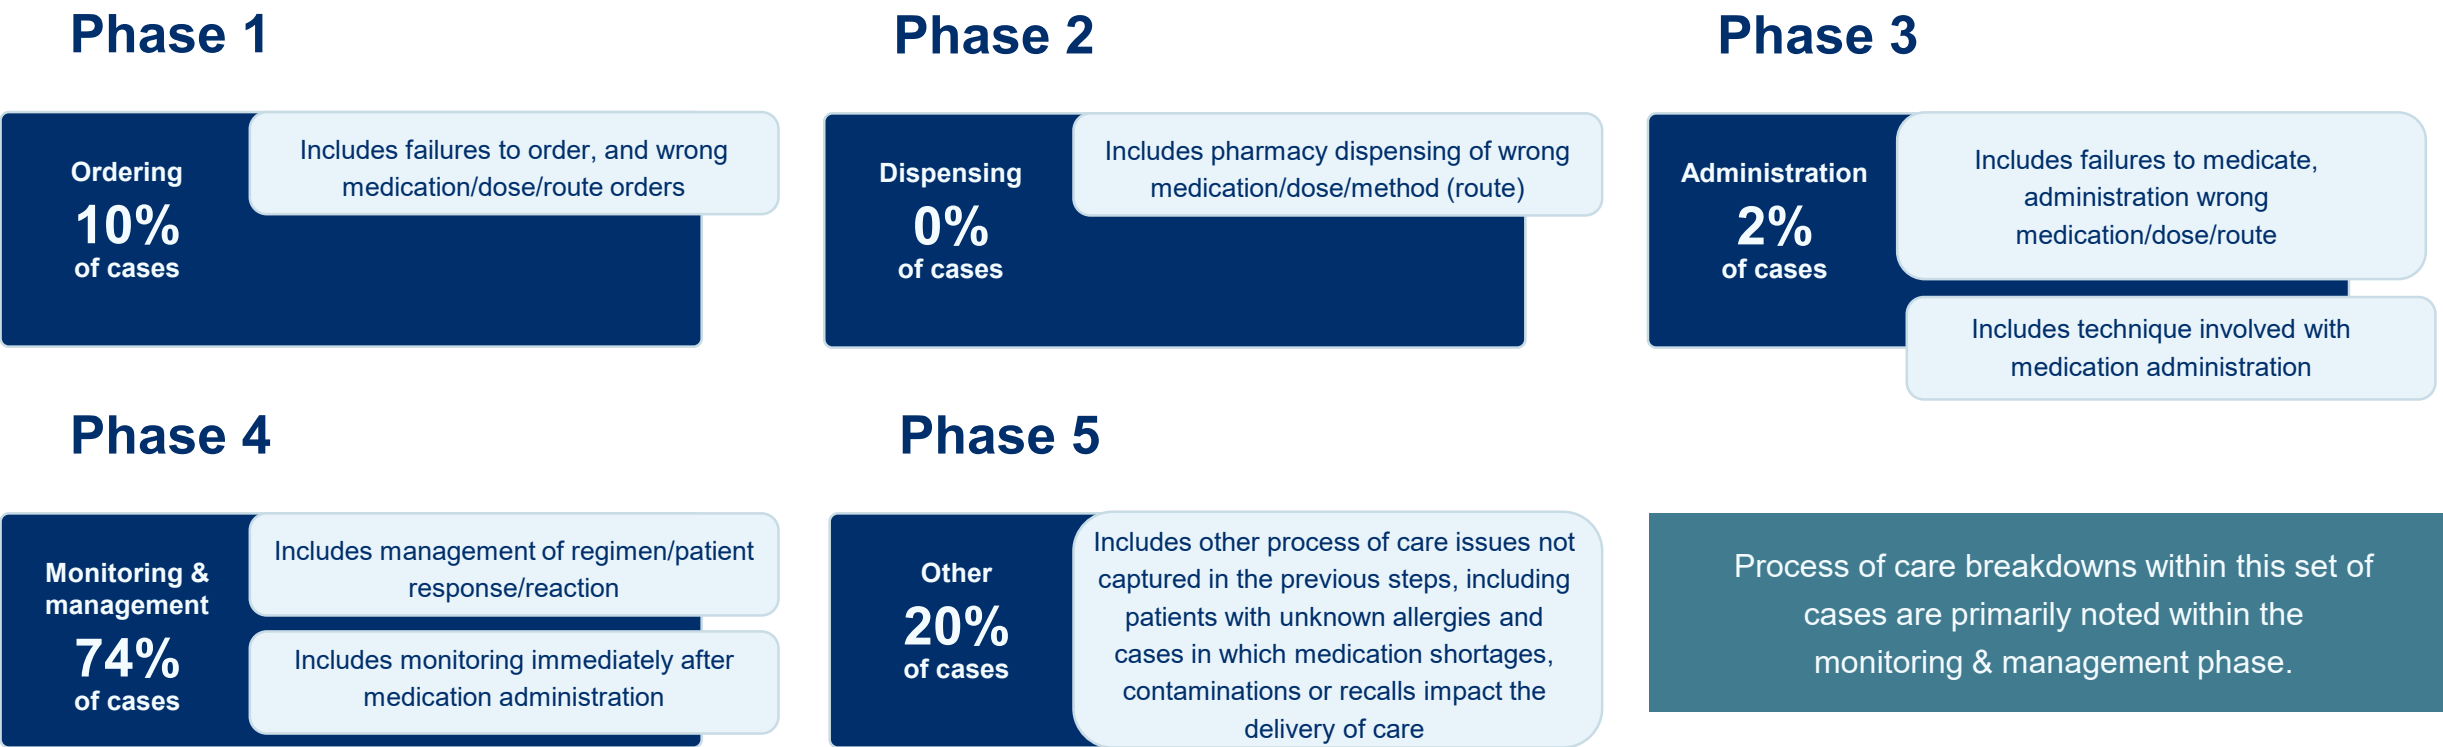 Phase 1
Ordering
10%
of cases
Includes failures to order, and wrong
medication/dose/route orders
Phase 2
Dispensing
0%
of cases
Includes pharmacy dispensing of wrong
medication/dose/method (route)
Phase 3
Administration
2%
of cases
Includes failures to medicate,
administration wrong
medication/dose/route
Includes technique involved with
medication administration
Phase 4
Monitoring &
management
74%
of cases
Includes management of regimen/patient
response/reaction
Includes monitoring immediately after
medication administration
Phase 5
Other
20%
of cases
Includes other process of care issues not
captured in the previous steps, including
patients with unknown allergies and
cases in which medication shortages,
contaminations or recalls impact the
delivery of care
Process of care breakdowns within this set of
cases are primarily noted within the
monitoring & management phase.